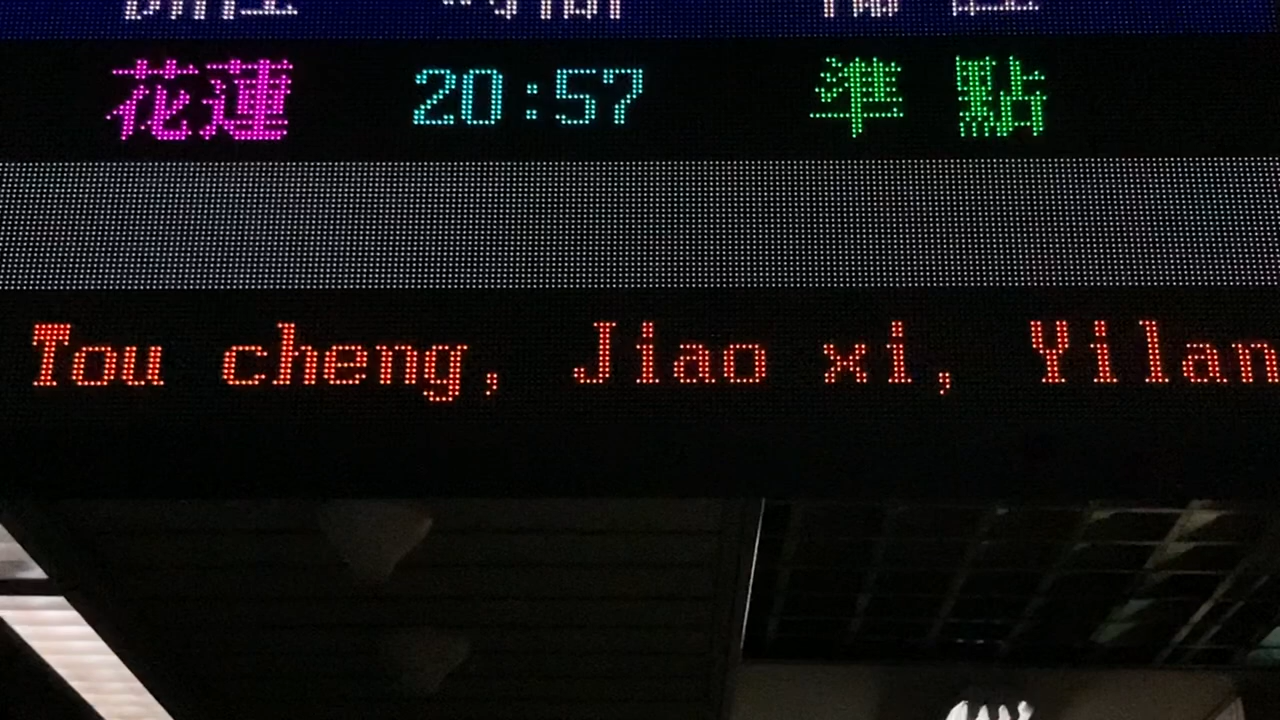 花蓮 20:57 準點
Tou cheng, Jiao xi, Yilan